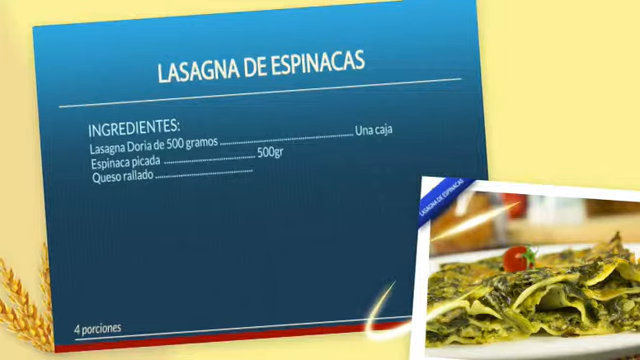 LASAGNA DE ESPINACAS
INGREDIENTES:
Lasagna Doria de 500 gramos ........................................ Una caja
Espinaca picada ............................ 500gr
Queso rallado ..............................
4 porciones
LASAGNA DE ESPINACAS